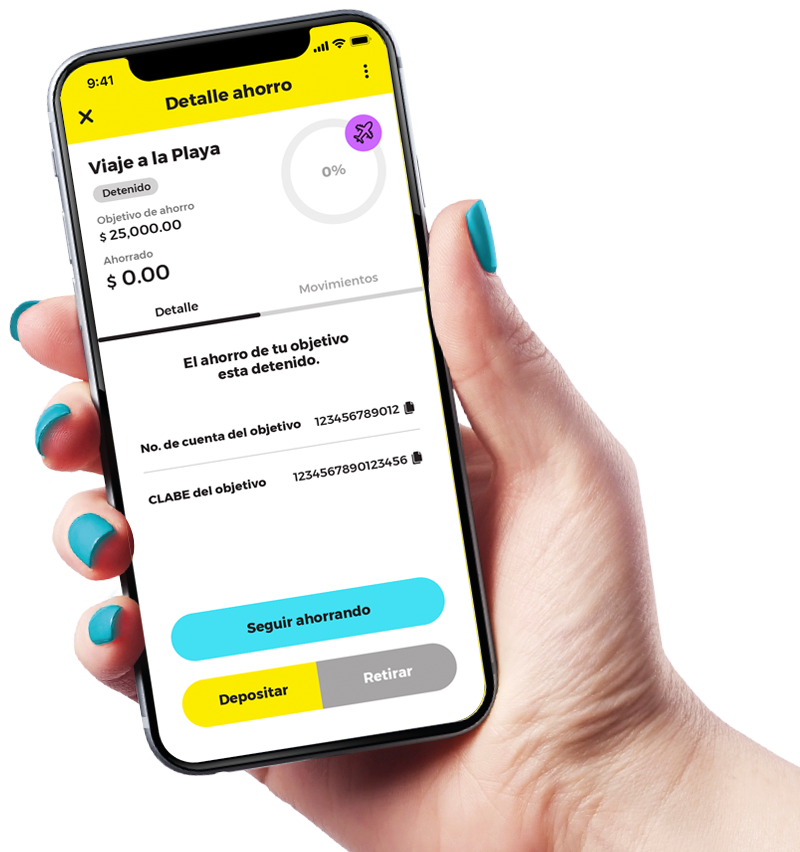 9:41
Detalle ahorro
Viaje a la Playa
Detenido
0%
Objetivo de ahorro
$ 25,000.00
Ahorrado
$ 0.00
Detalle
Movimientos
El ahorro de tu objetivo
esta detenido.
No. de cuenta del objetivo 123456789012
CLABE del objetivo 1234567890123456
Seguir ahorrando
Depositar
Retirar